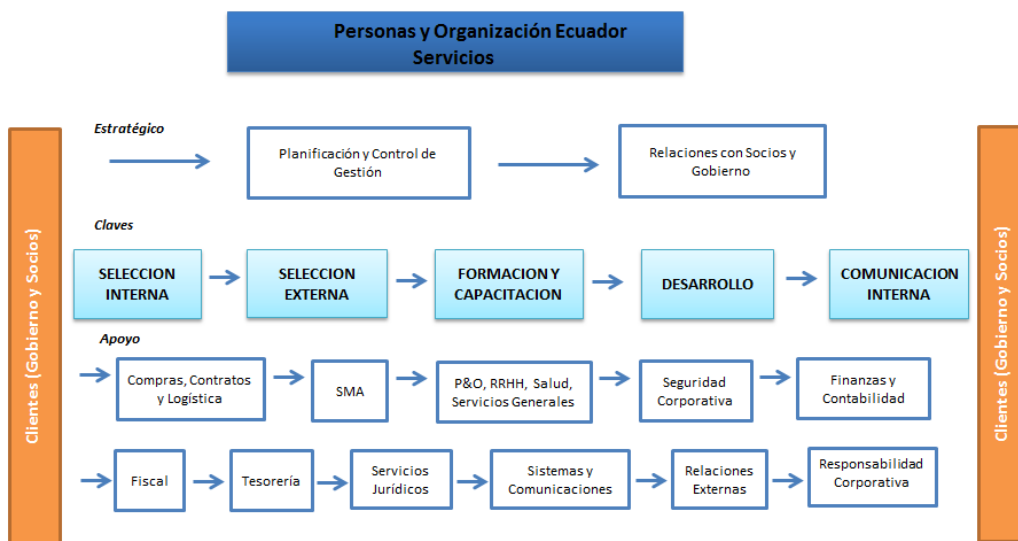 Personas y Organización Ecuador
Servicios
Clientes (Gobierno y Socios)
Estratégico
Planificación y Control de
Gestión
Relaciones con Socios y
Gobierno
Claves
SELECCION
INTERNA
SELECCION
EXTERNA
FORMACION Y
CAPACITACION
DESARROLLO
COMUNICACION
INTERNA
Apoyo
Compras, Contratos
y Logística
SMA
P&O, RRHH, Salud,
Servicios Generales
Seguridad
Corporativa
Finanzas y
Contabilidad
Fiscal
Tesorería
Servicios
Jurídicos
Sistemas y
Comunicaciones
Relaciones
Externas
Responsabilidad
Corporativa
Clientes (Gobierno y Socios)